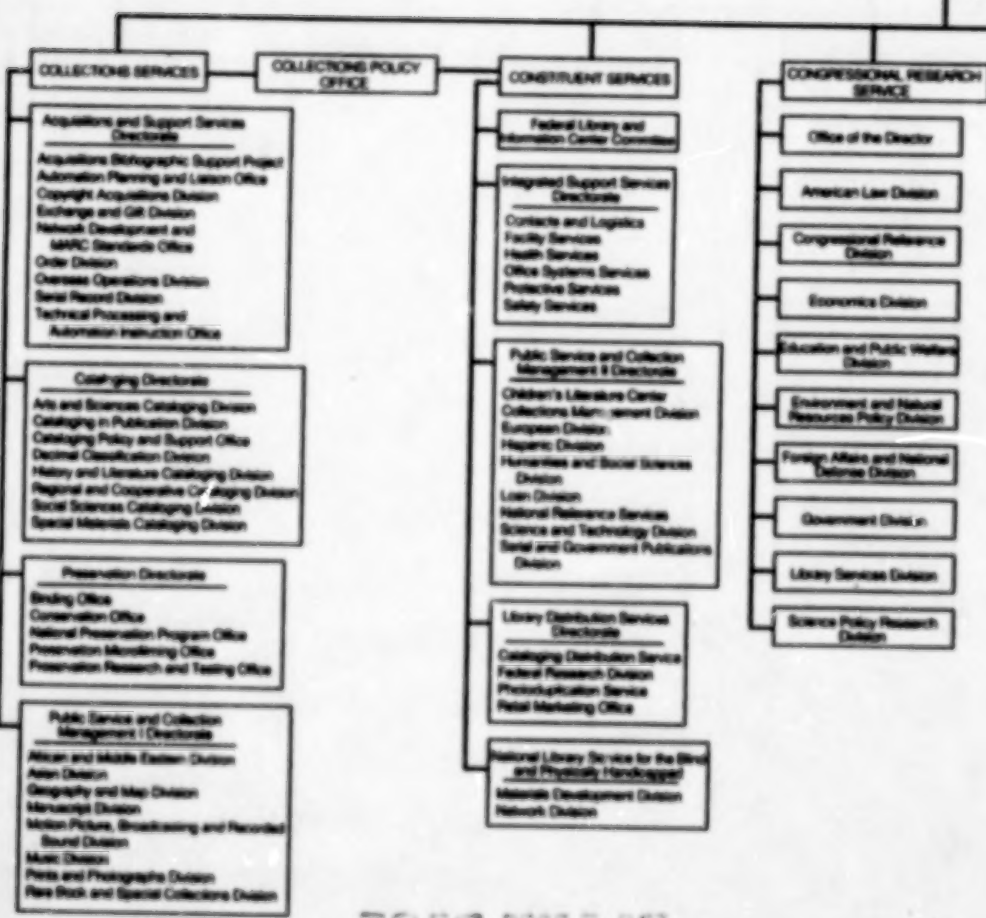 COLLECTIONS SERVICES
Acquisitions and Support Services
Directorate
Acquisitions Bibliographic Support Project
Automation Planning and Liaison Office
Copyright Acquisitions Division
Exchange and Gift Division
Network Development and
MARC Standards Office
Order Division
Overseas Operations Division
Serial Record Division
Technical Processing and
Automation Instruction Office
Cataloging Directorate
Arts and Sciences Cataloging Division
Cataloging in Publication Division
Cataloging Policy and Support Office
Decimal Classification Division
History and Literature Cataloging Division
Regional and Cooperative Cataloging Division
Social Sciences Cataloging Division
Special Materials Cataloging Division
Preservation Directorate
Binding Office
Conservation Office
National Preservation Program Office
Preservation Microfilming Office
Preservation Research and Testing Office
Public Service and Collection
Management I Directorate
African and Middle Eastern Division
Asian Division
Geography and Map Division
Manuscript Division
Motion Picture, Broadcasting and Recorded
Sound Division
Music Division
Prints and Photographs Division
Rare Book and Special Collections Division
COLLECTIONS POLICY
OFFICE
CONSTITUENT SERVICES
Federal Library and
Information Center Committee
Integrated Support Services
Directorate
Contacts and Logistics
Facility Services
Health Services
Office Systems Services
Protective Services
Safety Services
Public Service and Collection
Management II Directorate
Children's Literature Center
Collections Management Division
European Division
Hispanic Division
Humanities and Social Sciences
Division
Loan Division
National Reference Services
Science and Technology Division
Serial and Government Publications
Division
Library Distribution Services
Directorate
Cataloging Distribution Service
Federal Research Division
Photoduplication Service
Retail Marketing Office
National Library Service for the Blind
and Physically Handicapped
Materials Development Division
Network Division
CONGRESSIONAL RESEARCH
SERVICE
Office of the Director
American Law Division
Congressional Reference
Division
Economics Division
Education and Public Welfare
Division
Environment and Natural
Resources Policy Division
Foreign Affairs and National
Defense Division
Government Division
Library Services Division
Science Policy Research
Division